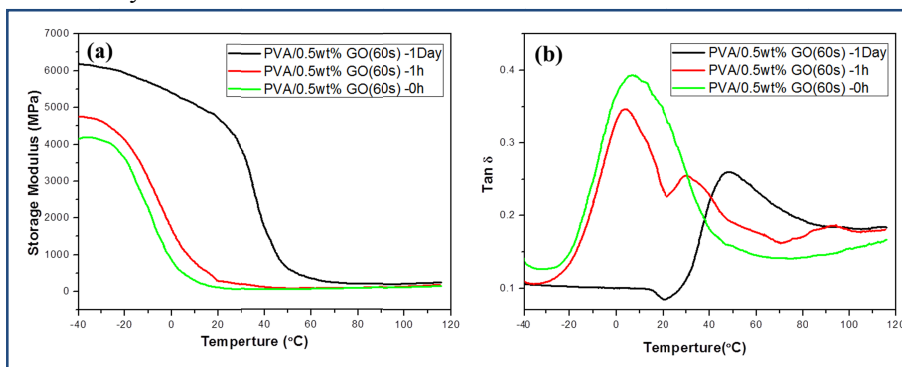 (a)
PVA/0.5wt% GO(60s) -1Day
PVA/0.5wt% GO(60s) -1h
PVA/0.5wt% GO(60s) -0h
Storage Modulus (MPa)
8000
7000
6000
5000
4000
3000
2000
1000
0
-40 -20 0 20 40 60 80 100 120
Temperture (°C)
(b)
PVA/0.5wt% GO(60s) -1Day
PVA/0.5wt% GO(60s) -1h
PVA/0.5wt% GO(60s) -0h
Tan δ
0.4
0.3
0.2
0.1
-40 -20 0 20 40 60 80 100 120
Temperture(°C)